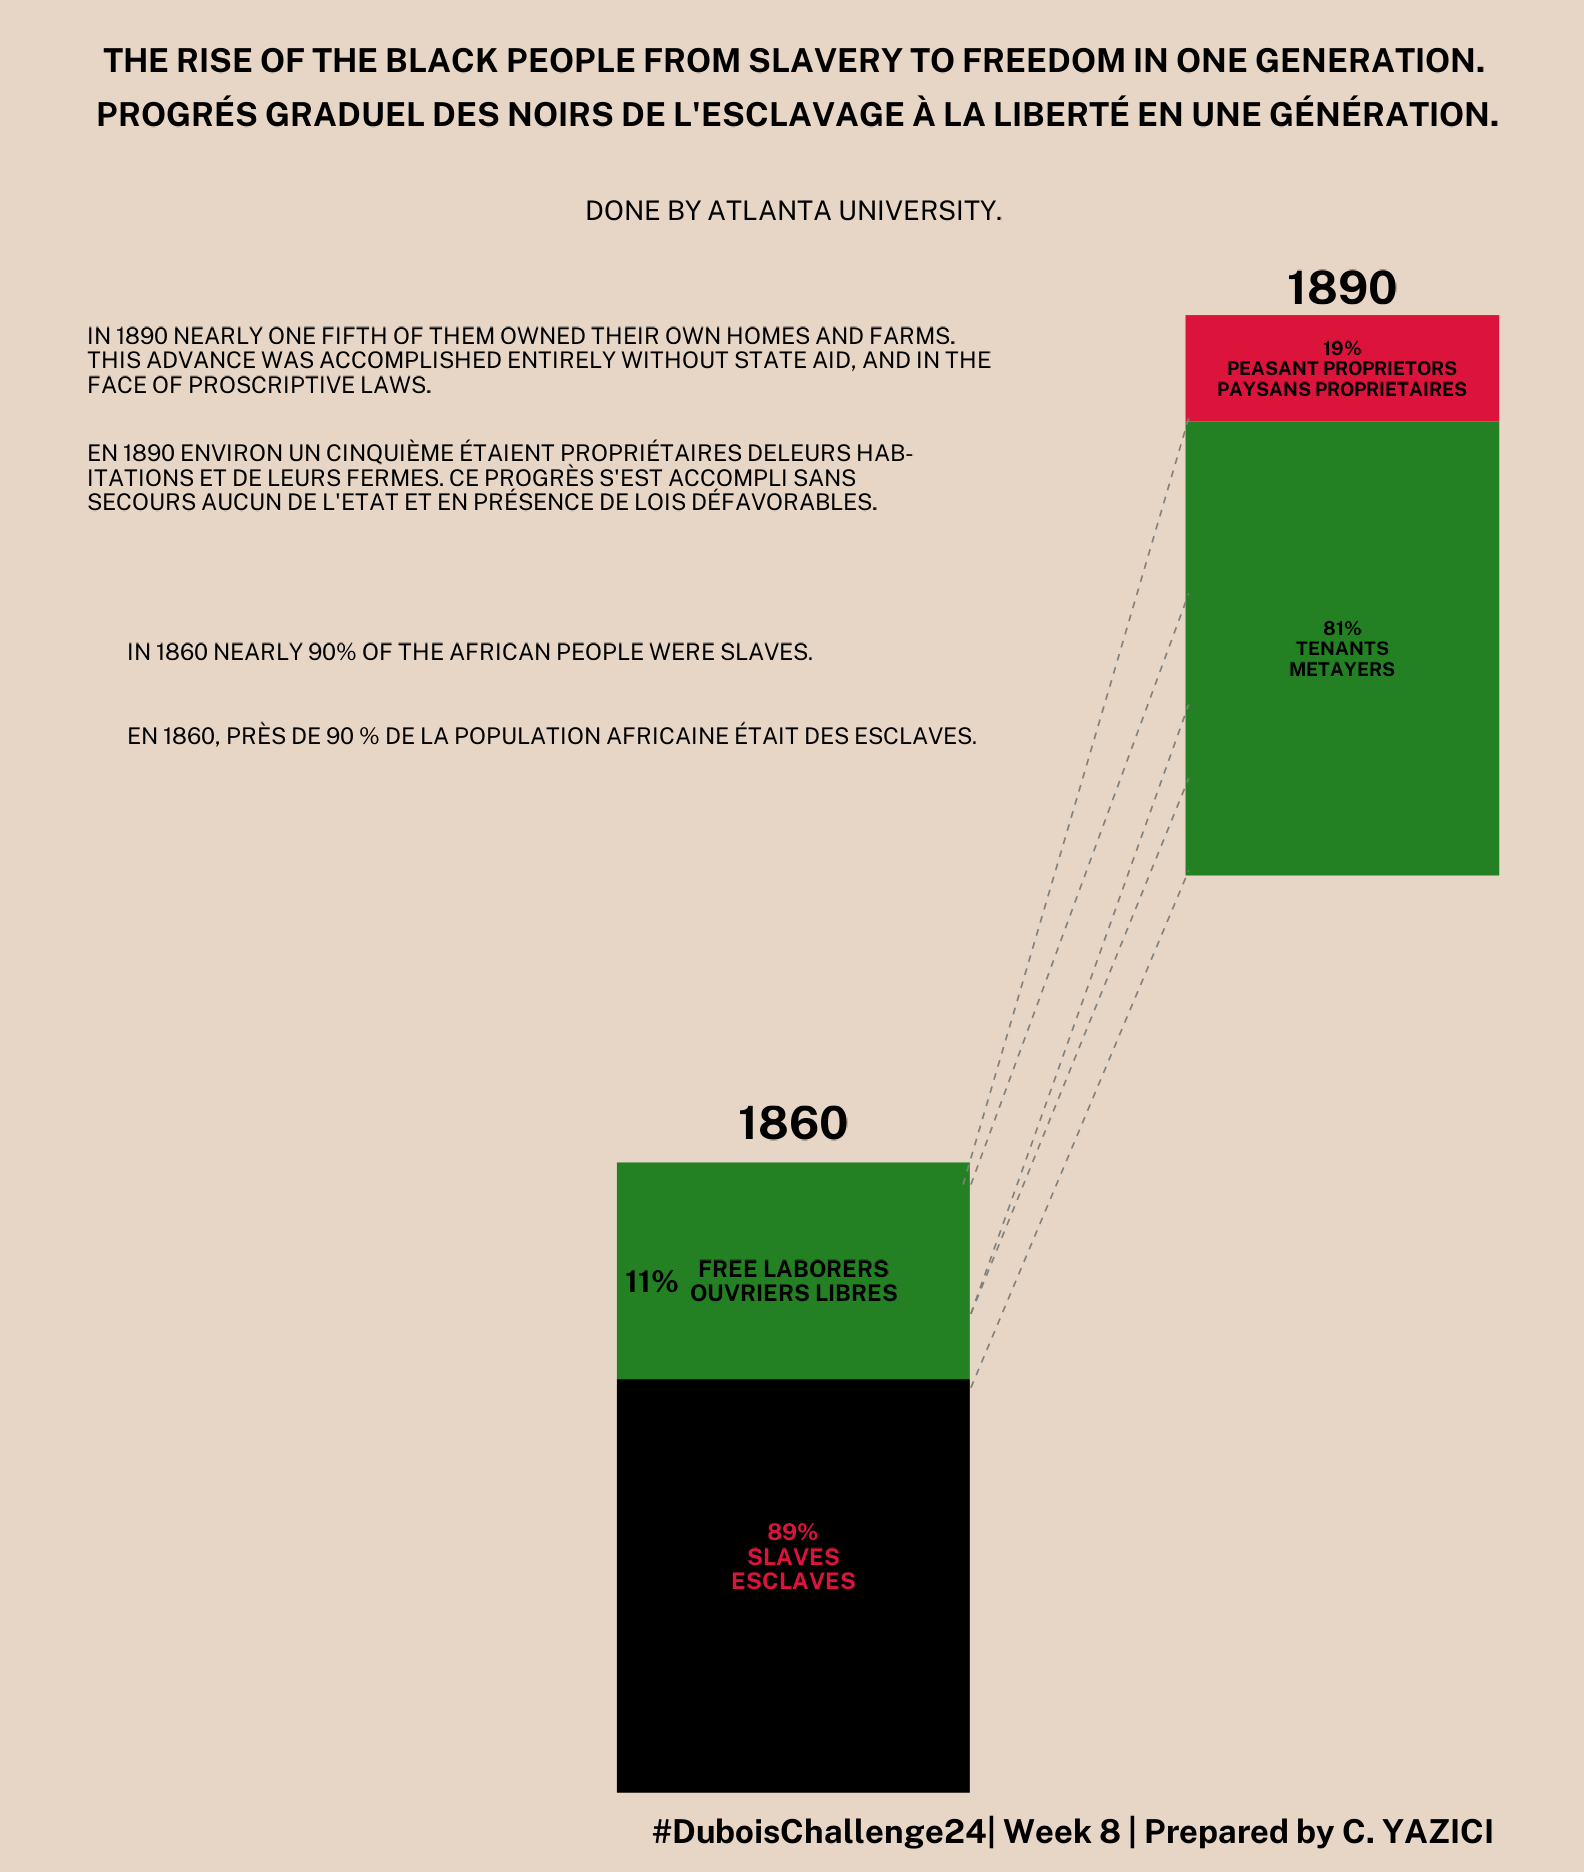 THE RISE OF THE BLACK PEOPLE FROM SLAVERY TO FREEDOM IN ONE GENERATION.
PROGRÉS GRADUEL DES NOIRS DE L'ESCLAVAGE À LA LIBERTÉ EN UNE GÉNÉRATION.
DONE BY ATLANTA UNIVERSITY.
IN 1890 NEARLY ONE FIFTH OF THEM OWNED THEIR OWN HOMES AND FARMS.
THIS ADVANCE WAS ACCOMPLISHED ENTIRELY WITHOUT STATE AID, AND IN THE
FACE OF PROSCRIPTIVE LAWS.
EN 1890 ENVIRON UN CINQUIÈME ÉTAIENT PROPRIÉTAIRES DELEURS HAB-
ITATIONS ET DE LEURS FERMES. CE PROGRÈS S'EST ACCOMPLI SANS
SECOURS AUCUN DE L'ETAT ET EN PRÉSENCE DE LOIS DÉFAVORABLES.
IN 1860 NEARLY 90% OF THE AFRICAN PEOPLE WERE SLAVES.
EN 1860, PRÈS DE 90 % DE LA POPULATION AFRICAINE ÉTAIT DES ESCLAVES.
1890
19%
PEASANT PROPRIETORS
PAYSANS PROPRIETAIRES
81%
TENANTS
METAYERS
1860
11%
FREE LABORERS
OUVRIERS LIBRES
89%
SLAVES
ESCLAVES
#DuboisChallenge24| Week 8 | Prepared by C. YAZICI